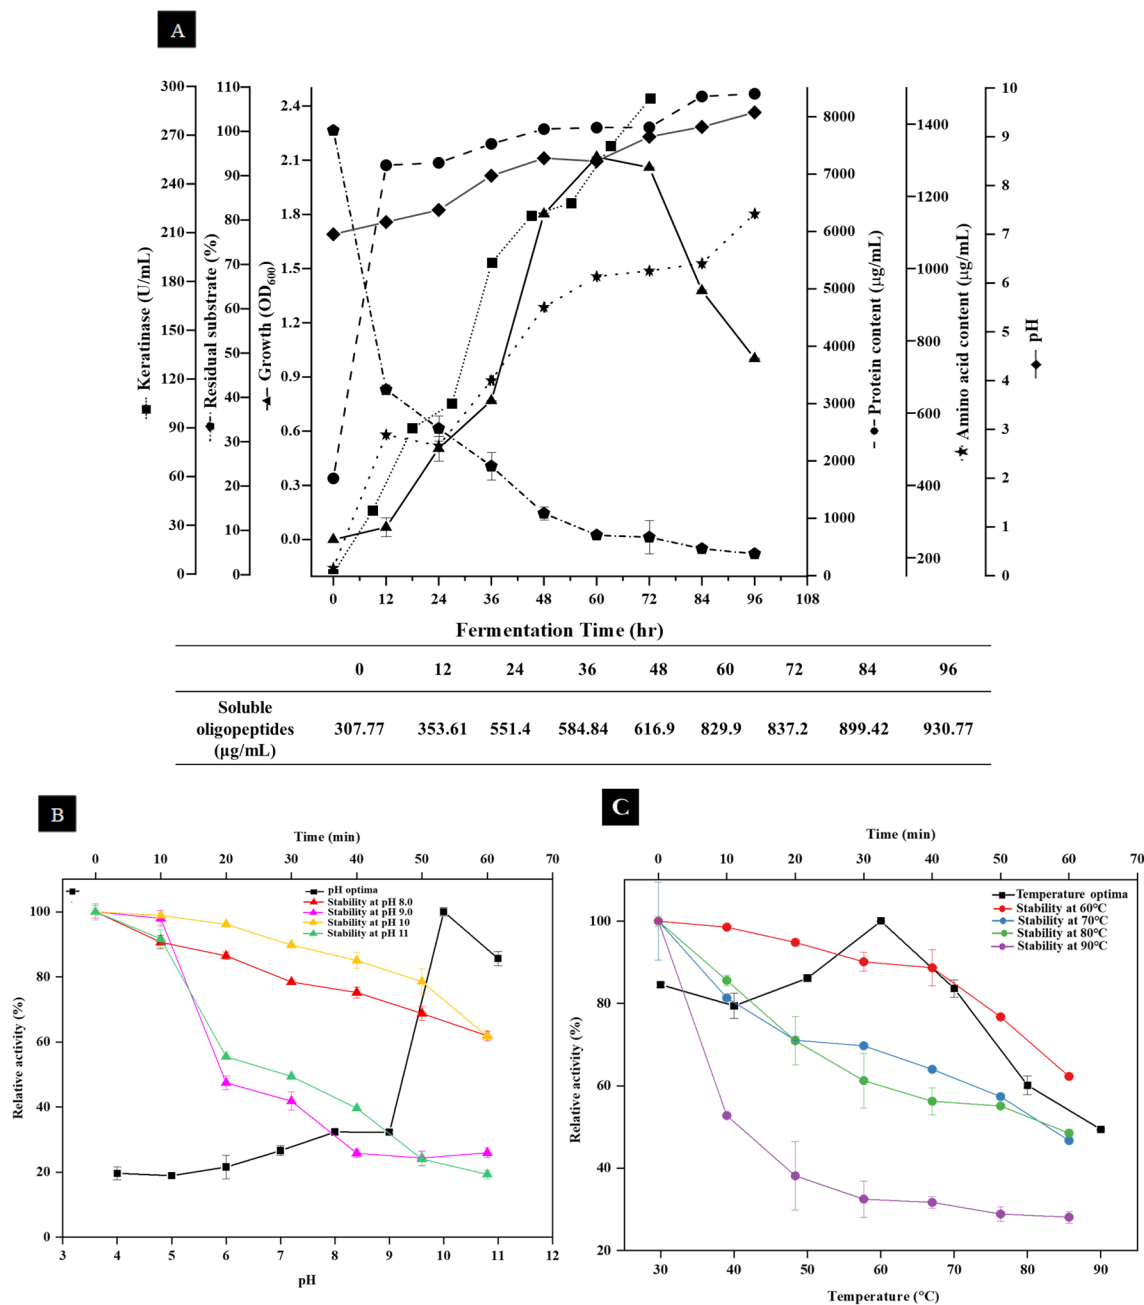 A
300
270
240
210
180
150
120
90
60
30
0
Keratinase (U/mL)
110
100
90
80
70
60
50
40
30
20
10
0
Residual substrate (%)
2.4
2.1
1.8
1.5
1.2
0.9
0.6
0.3
0.0
Growth (OD600)
8000
7000
6000
5000
4000
3000
2000
1000
0
Protein content (µg/mL)
1400
1200
1000
800
600
400
200
Amino acid content (µg/mL)
10
9
8
7
6
5
4
3
2
1
0
pH
0 12 24 36 48 60 72 84 96 108
Fermentation Time (hr)
0 12 24 36 48 60 72 84 96
Soluble
oligopeptides
(µg/mL)
307.77 353.61 551.4 584.84 616.9 829.9 837.2 899.42 930.77
B
Time (min)
0 10 20 30 40 50 60 70
pH optima
Stability at pH 8.0
Stability at pH 9.0
Stability at pH 10
Stability at pH 11
100
80
60
40
20
0
Relative activity (%)
3 4 5 6 7 8 9 10 11 12
pH
C
Time (min)
0 10 20 30 40 50 60 70
Temperature optima
Stability at 60°C
Stability at 70°C
Stability at 80°C
Stability at 90°C
100
80
60
40
20
Relative activity (%)
30 40 50 60 70 80 90
Temperature (°C)